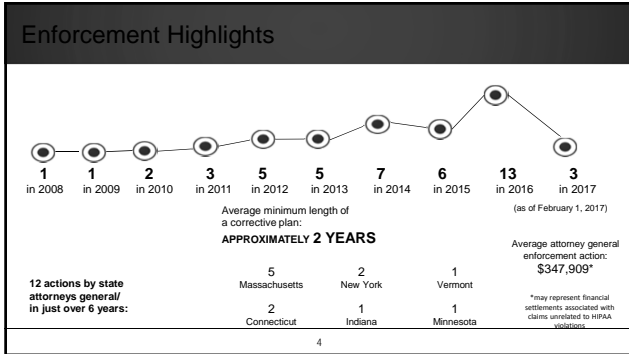 Enforcement Highlights
1 1 2 3 5 5 7 6 13 3
in 2008 in 2009 in 2010 in 2011 in 2012 in 2013 in 2014 in 2015 in 2016 in 2017
(as of February 1, 2017)
Average minimum length of
a corrective plan:
APPROXIMATELY 2 YEARS
Average attorney general
enforcement action:
$347,909*
12 actions by state
attorneys general/
in just over 6 years:
5 2 1
Massachusetts New York Vermont
2 1 1
Connecticut Indiana Minnesota
*may represent financial
settlements associated with
claims unrelated to HIPAA
violations
4